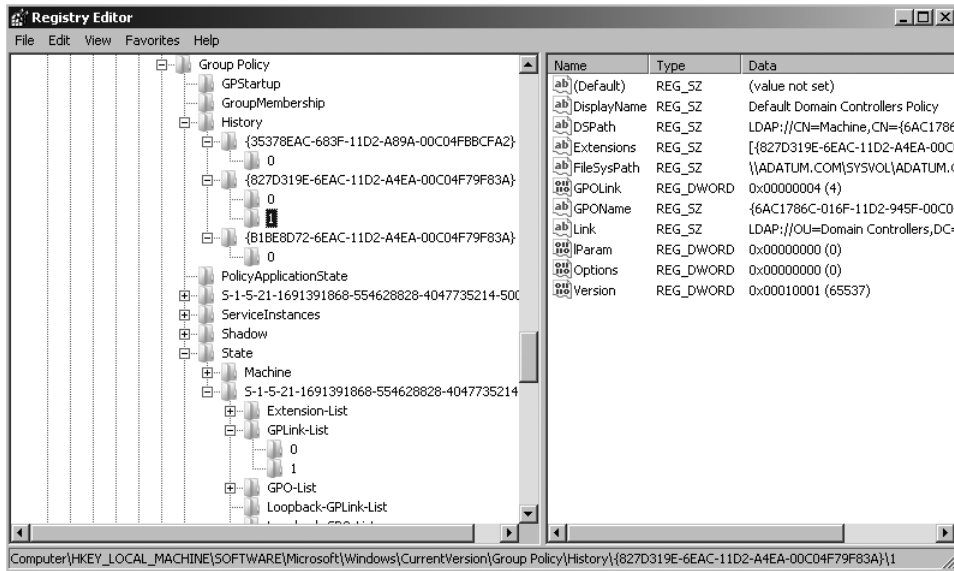 Registry Editor
File Edit View Favorites Help
Group Policy
GPStartup
GroupMembership
History
{35378EAC-683F-11D2-A89A-00C04FBBCFA2}
0
{827D319E-6EAC-11D2-A4EA-00C04F79F83A}
0
1
{B1BE8D72-6EAC-11D2-A4EA-00C04F79F83A}
0
PolicyApplicationState
S-1-5-21-1691391868-554628828-4047735214-500
ServiceInstances
Shadow
State
Machine
S-1-5-21-1691391868-554628828-4047735214
Extension-List
GPLink-List
0
1
GPO-List
Loopback-GPLink-List
Name Type Data
(Default) REG_SZ (value not set)
DisplayName REG_SZ Default Domain Controllers Policy
DSPath REG_SZ LDAP://CN=Machine,CN={6AC1786
Extensions REG_SZ [{827D319E-6EAC-11D2-A4EA-00C0
FileSysPath REG_SZ \\ADATUM.COM\SYSVOL\ADATUM.
GPOLink REG_DWORD 0x00000004 (4)
GPOName REG_SZ {6AC1786C-016F-11D2-945F-00C0
Link REG_SZ LDAP://OU=Domain Controllers,DC=
lParam REG_DWORD 0x00000000 (0)
Options REG_DWORD 0x00000000 (0)
Version REG_DWORD 0x00010001 (65537)
Computer\HKEY_LOCAL_MACHINE\SOFTWARE\Microsoft\Windows\CurrentVersion\Group Policy\History\{827D319E-6EAC-11D2-A4EA-00C04F79F83A}\1